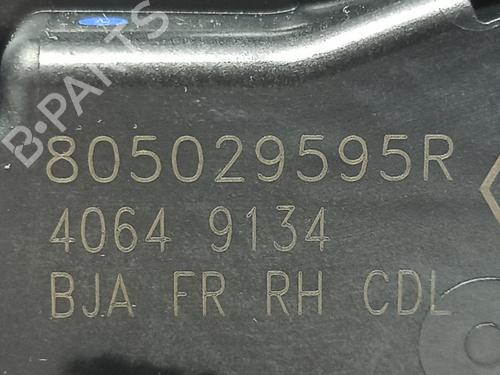 B-PARTS
805029595R
4064 9134
BJA FR RH CDL